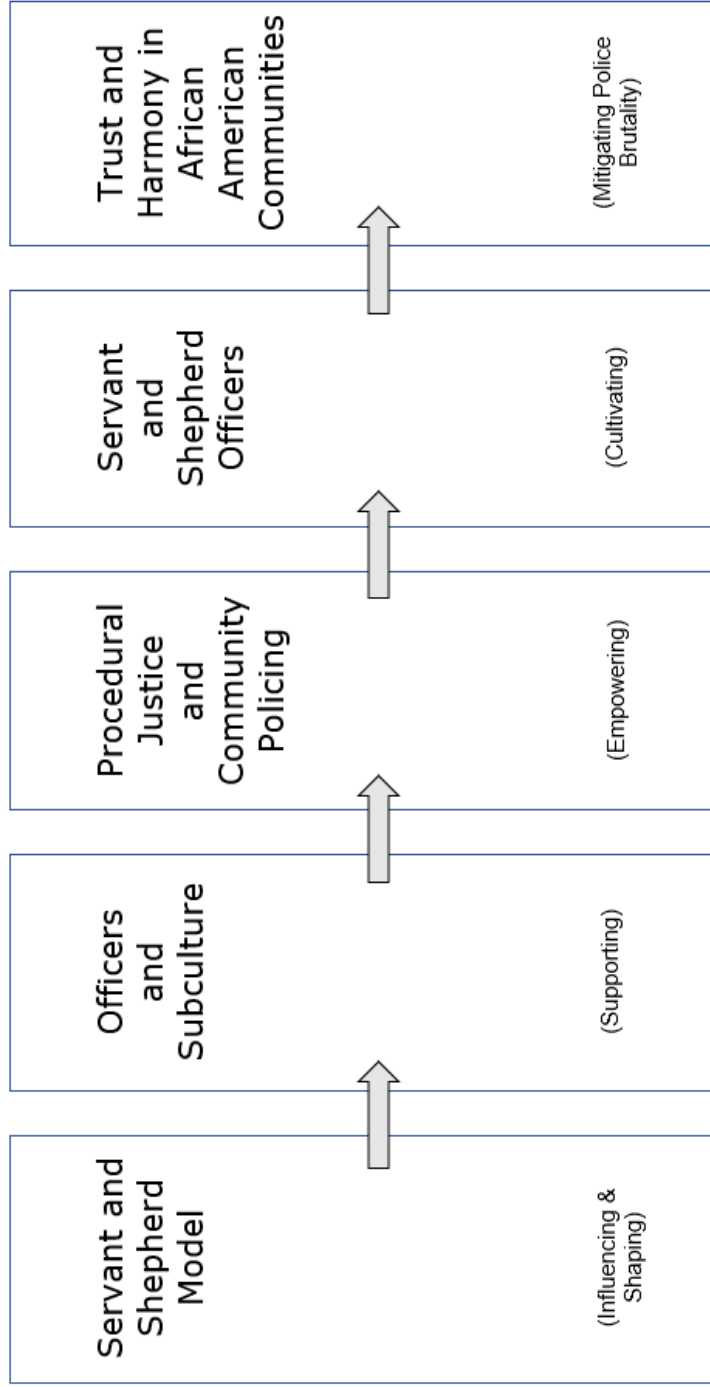 Servant and
Shepherd
Model
(Influencing &
Shaping)
Officers
and
Subculture
(Supporting)
Procedural
Justice
and
Community
Policing
(Empowering)
Servant
and
Shepherd
Officers
(Cultivating)
Trust and
Harmony in
African
American
Communities
(Mitigating Police
Brutality)